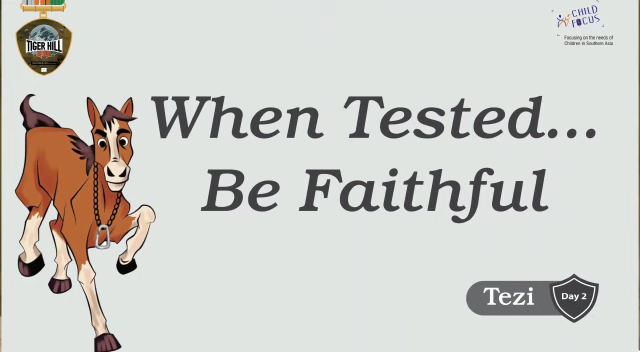 TIGER HILL
CHILD
FOCUS
Focusing on the needs of
Children in Southern Asia
When Tested...
Be Faithful
Tezi
Day 2